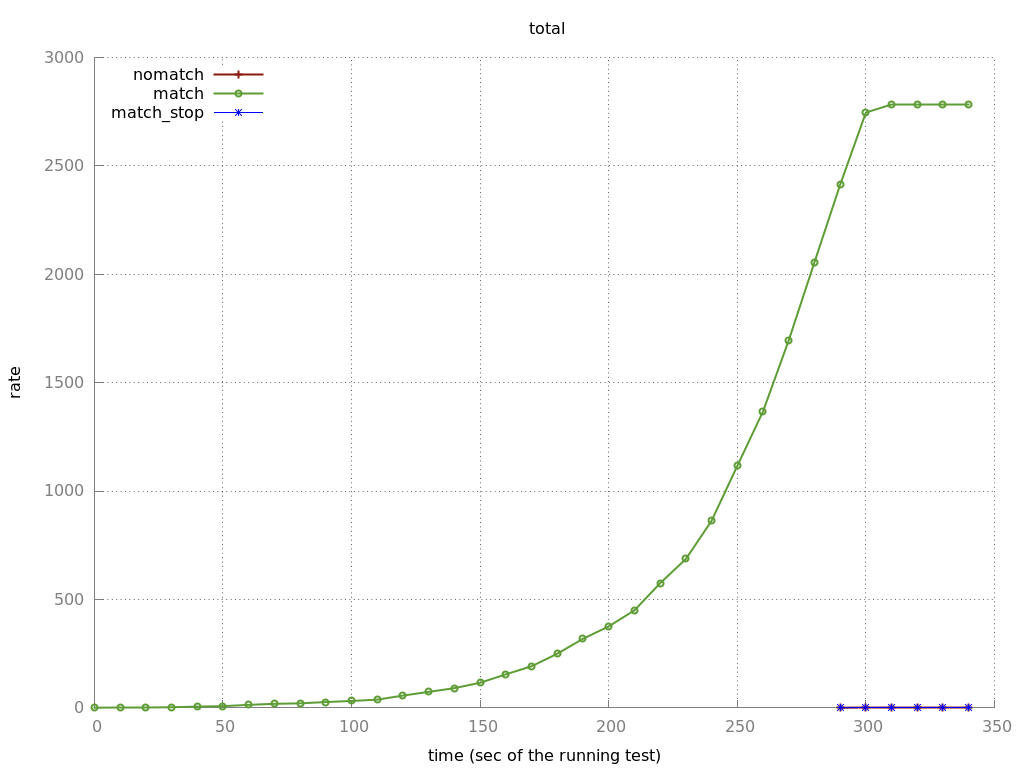 total
3000
nomatch
match
match_stop
2500
2000
1500
rate
1000
500
0
0 50 100 150 200 250 300 350
time (sec of the running test)